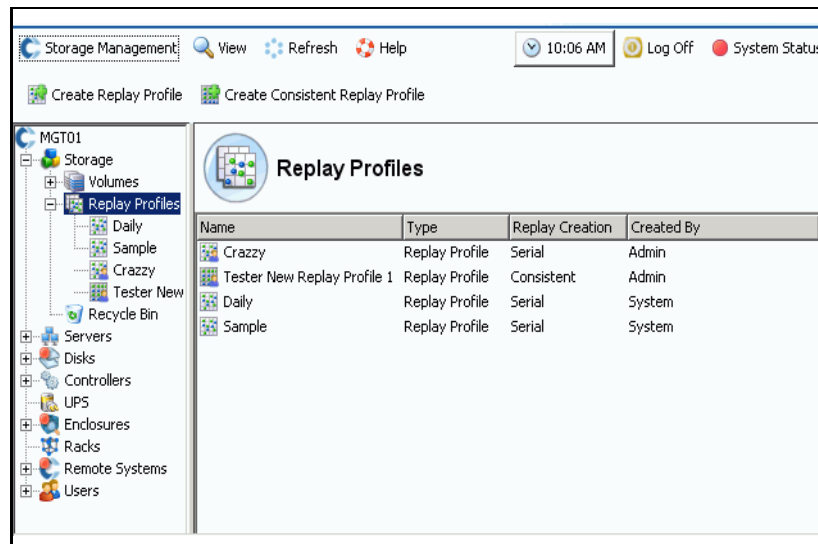 Storage Management View Refresh Help 10:06 AM Log Off System Status
Create Replay Profile Create Consistent Replay Profile
MGT01
Storage
Volumes
Replay Profiles
Daily
Sample
Crazzy
Tester New
Recycle Bin
Servers
Disks
Controllers
UPS
Enclosures
Racks
Remote Systems
Users
Replay Profiles
Name Type Replay Creation Created By
Crazzy Replay Profile Serial Admin
Tester New Replay Profile 1 Replay Profile Consistent Admin
Daily Replay Profile Serial System
Sample Replay Profile Serial System